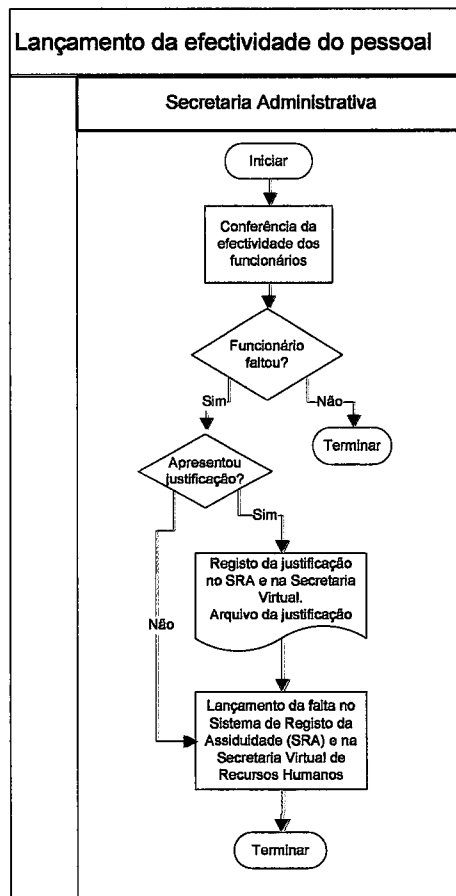 Lançamento da efectividade do pessoal
Secretaria Administrativa
Iniciar
Conferência da
efectividade dos
funcionários
Funcionário
faltou?
Sim
Não
Terminar
Apresentou
justificação?
Sim
Registo da justificação
no SRA e na Secretaria
Virtual.
Arquivo da justificação
Não
Lançamento da falta no
Sistema de Registo da
Assiduidade (SRA) e na
Secretaria Virtual de
Recursos Humanos
Terminar